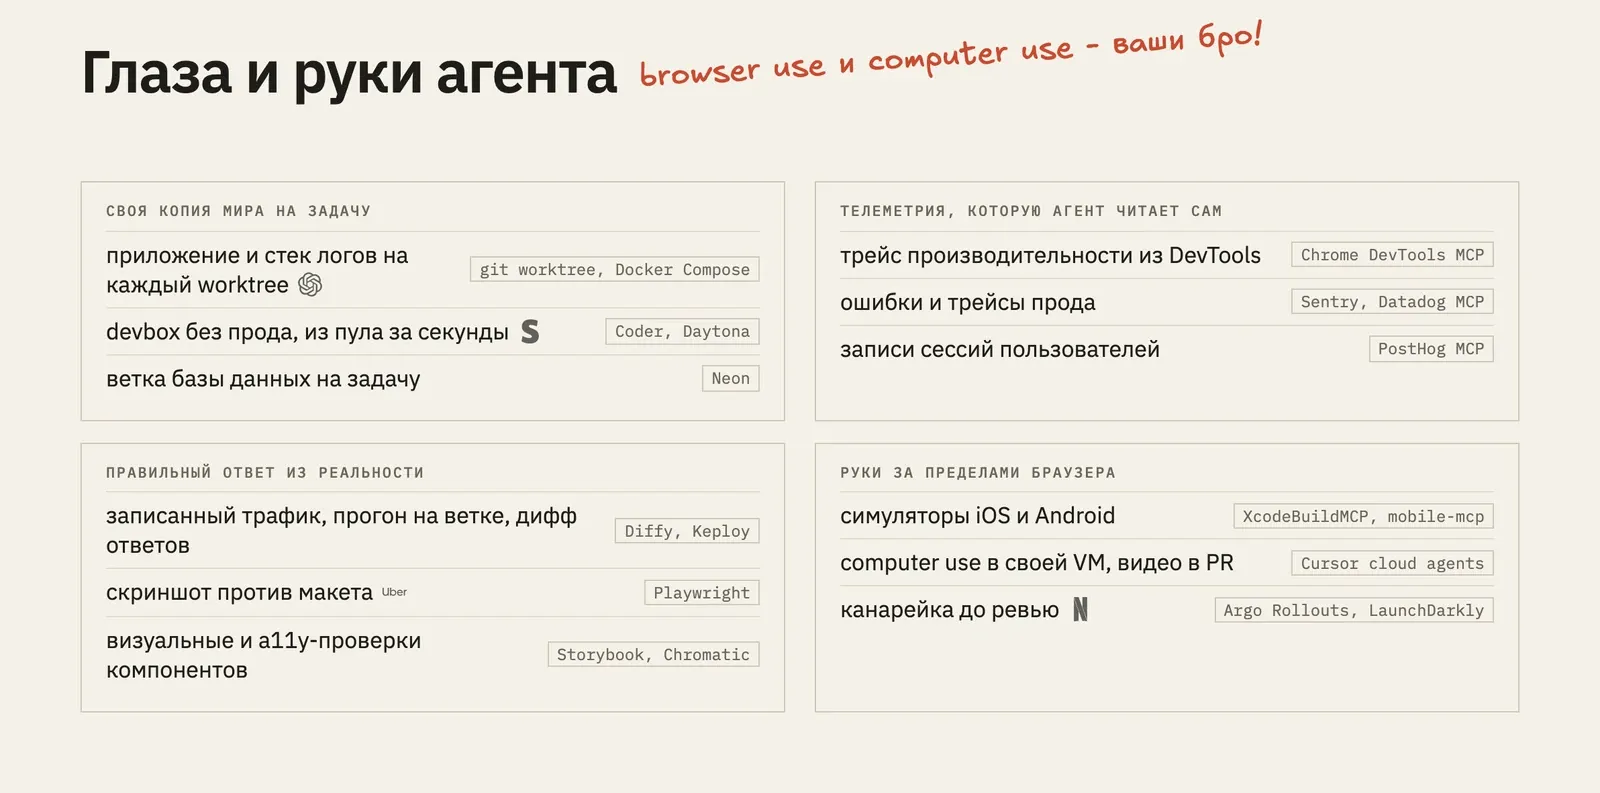 Глаза и руки агента
browser use и computer use - ваши бро!
СВОЯ КОПИЯ МИРА НА ЗАДАЧУ
приложение и стек логов на
каждый worktree
git worktree, Docker Compose
devbox без прода, из пула за секунды
S
Coder, Daytona
ветка базы данных на задачу
Neon
ТЕЛЕМЕТРИЯ, КОТОРУЮ АГЕНТ ЧИТАЕТ САМ
трейс производительности из DevTools
Chrome DevTools MCP
ошибки и трейсы прода
Sentry, Datadog MCP
записи сессий пользователей
PostHog MCP
ПРАВИЛЬНЫЙ ОТВЕТ ИЗ РЕАЛЬНОСТИ
записанный трафик, прогон на ветке, дифф
ответов
Diffy, Keploy
скриншот против макета
Uber
Playwright
визуальные и a11y-проверки
компонентов
Storybook, Chromatic
РУКИ ЗА ПРЕДЕЛАМИ БРАУЗЕРА
симуляторы iOS и Android
XcodeBuildMCP, mobile-mcp
computer use в своей VM, видео в PR
Cursor cloud agents
канарейка до ревью
N
Argo Rollouts, LaunchDarkly